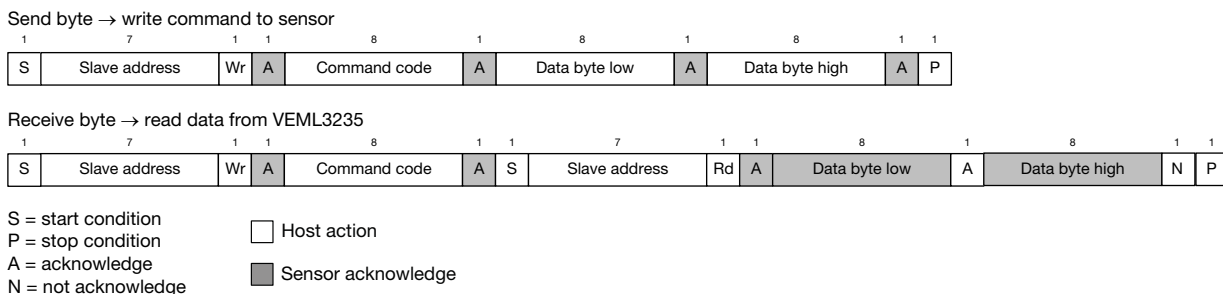 Send byte → write command to sensor
1 7 1 1 8 1 8 1 8 1 1
S Slave address Wr A Command code A Data byte low A Data byte high A P
Receive byte → read data from VEML3235
1 7 1 1 8 1 1 7 1 1 8 1 8 1 1
S Slave address Wr A Command code A S Slave address Rd A Data byte low A Data byte high N P
S = start condition
P = stop condition
A = acknowledge
N = not acknowledge
Host action
Sensor acknowledge